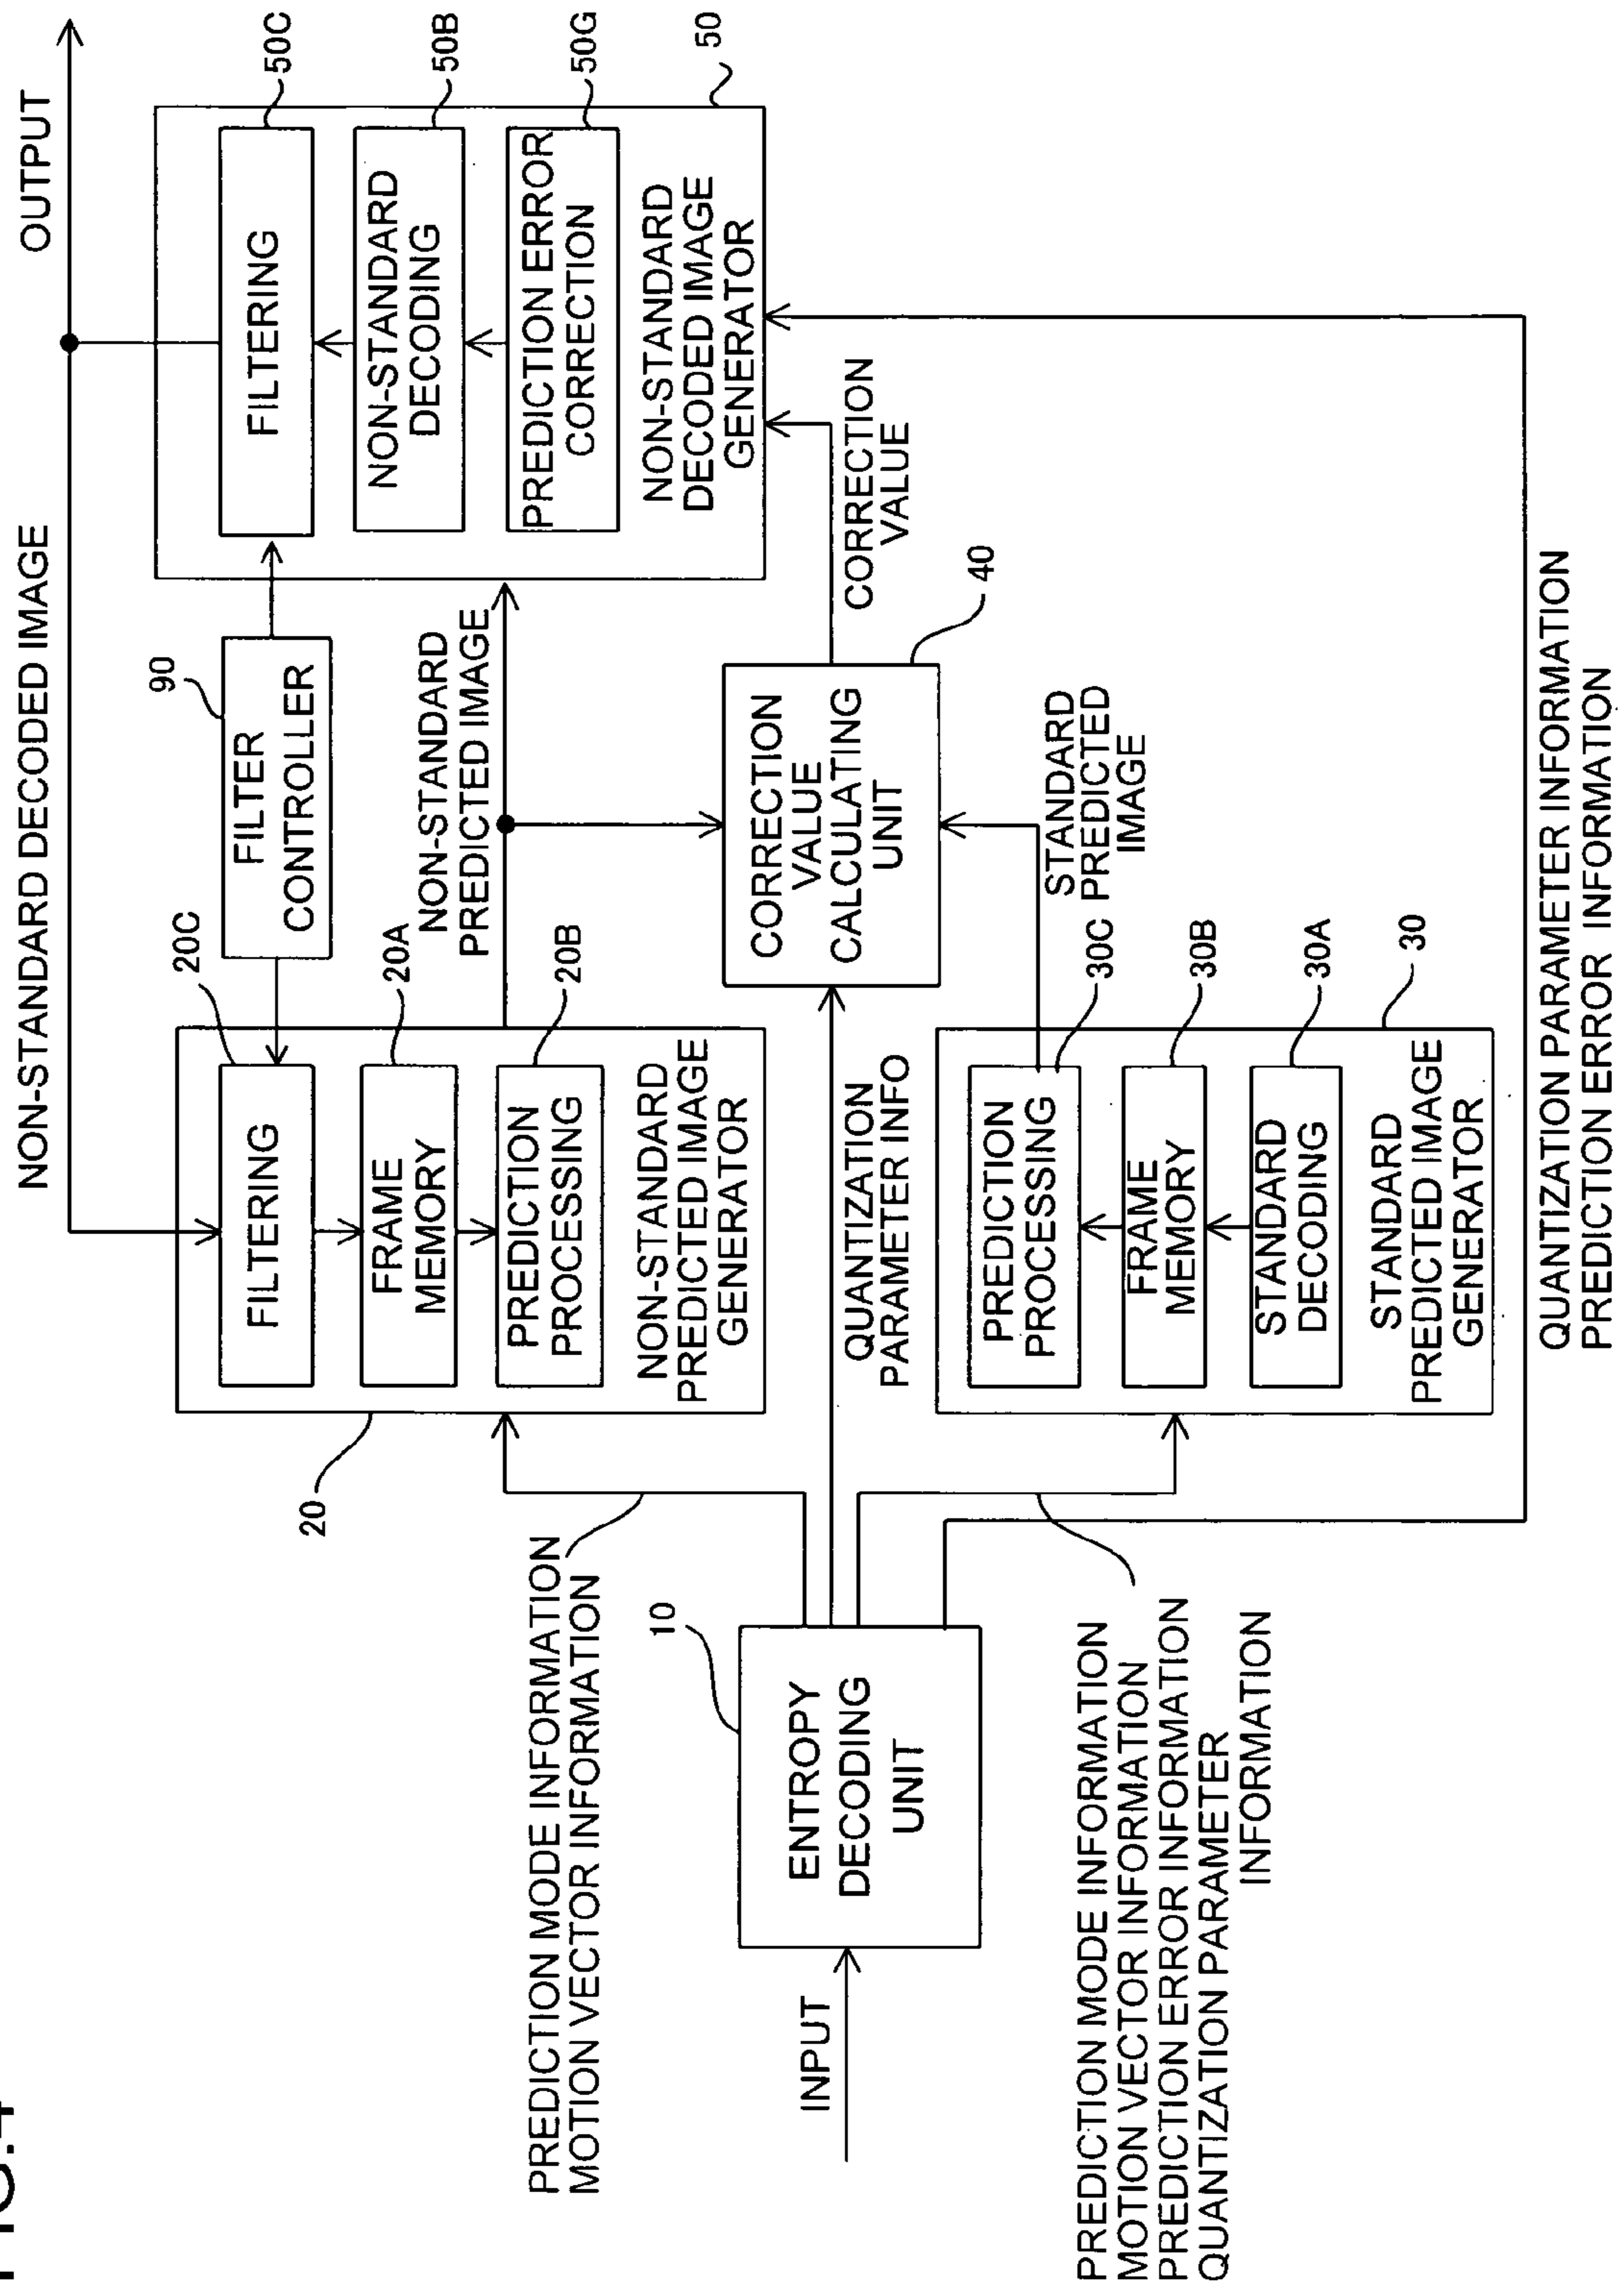 NON-STANDARD DECODED IMAGE
OUTPUT
20C
FILTERING
20A
FRAME
MEMORY
20B
PREDICTION
PROCESSING
NON-STANDARD
PREDICTED IMAGE
GENERATOR
20
90
FILTER
CONTROLLER
NON-STANDARD
PREDICTED IMAGE
50C
FILTERING
50B
NON-STANDARD
DECODING
50G
PREDICTION ERROR
CORRECTION
NON-STANDARD
DECODED IMAGE
GENERATOR
50
PREDICTION MODE INFORMATION
MOTION VECTOR INFORMATION
10
ENTROPY
DECODING
UNIT
INPUT
QUANTIZATION
PARAMETER INFO
CORRECTION
VALUE
CALCULATING
UNIT
40
CORRECTION
VALUE
STANDARD
PREDICTED
IMAGE
PREDICTION
PROCESSING
30C
FRAME
MEMORY
30B
STANDARD
DECODING
30A
STANDARD
PREDICTED IMAGE
GENERATOR
30
PREDICTION MODE INFORMATION
MOTION VECTOR INFORMATION
PREDICTION ERROR INFORMATION
QUANTIZATION PARAMETER
INFORMATION
QUANTIZATION PARAMETER INFORMATION
PREDICTION ERROR INFORMATION